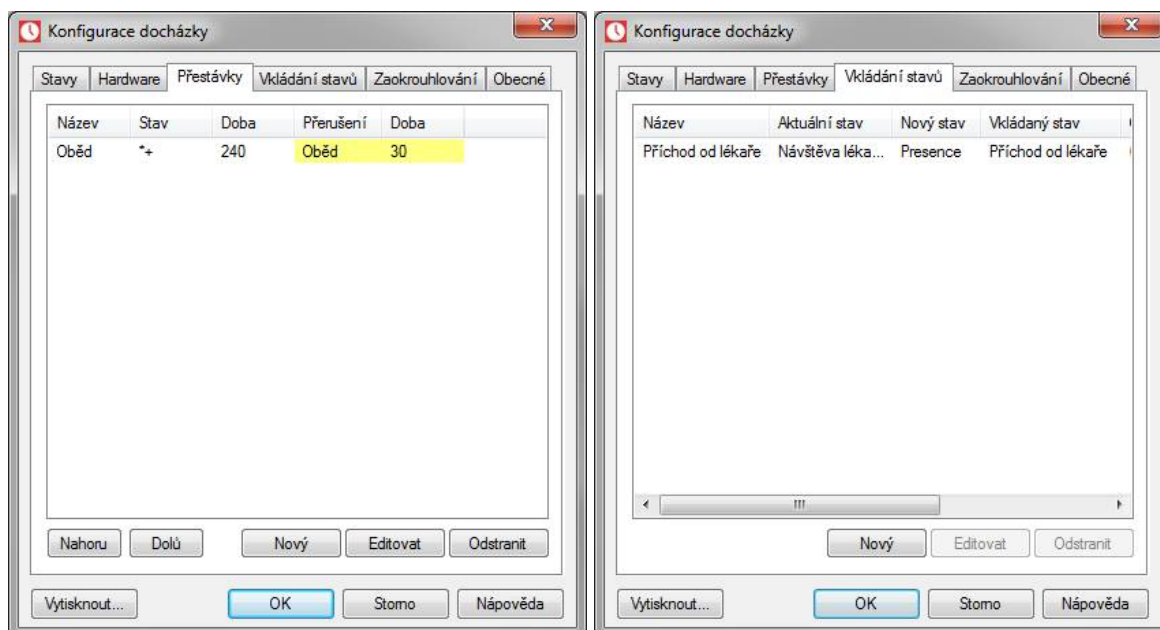 Konfigurace docházky
Stavy Hardware Přestávky Vkládání stavů Zaokrouhlování Obecné
Název Stav Doba Přerušení Doba
Oběd *+ 240 Oběd 30
Nahoru Dolů Nový Editovat Odstranit
Vytisknout... OK Storno Nápověda
Konfigurace docházky
Stavy Hardware Přestávky Vkládání stavů Zaokrouhlování Obecné
Název Aktuální stav Nový stav Vkládaný stav
Příchod od lékaře Návštěva léka... Presence Příchod od lékaře
Nový Editovat Odstranit
Vytisknout... OK Storno Nápověda